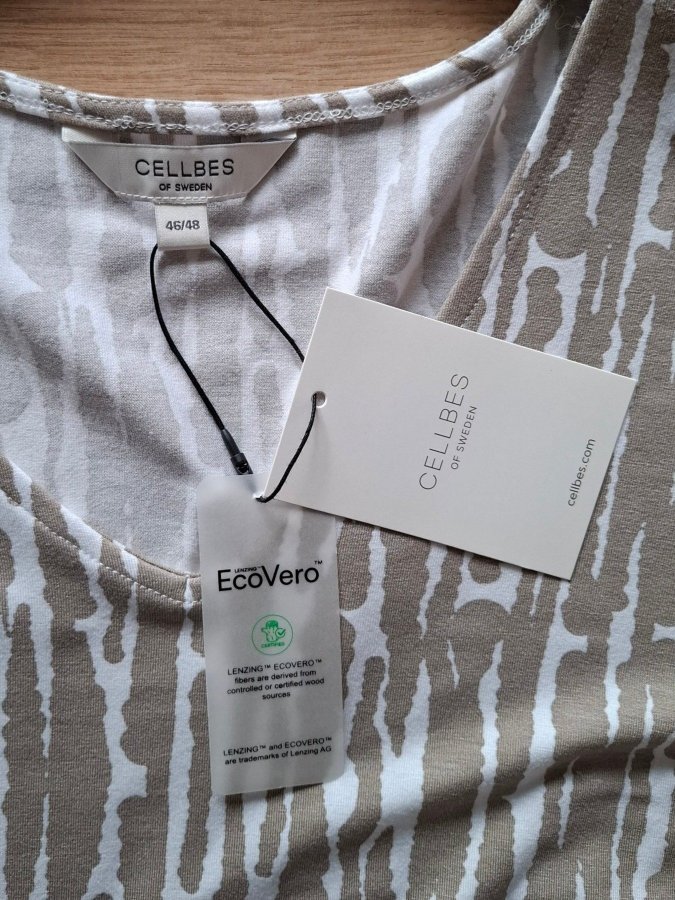 CELLBES
OF SWEDEN
46/48
CELLBES
OF SWEDEN
cellbes.com
LENZING™
EcoVero™
CERTIFIED
LENZING™ ECOVERO™
fibers are derived from
controlled or certified wood
sources
LENZING™ and ECOVERO™
are trademarks of Lenzing AG